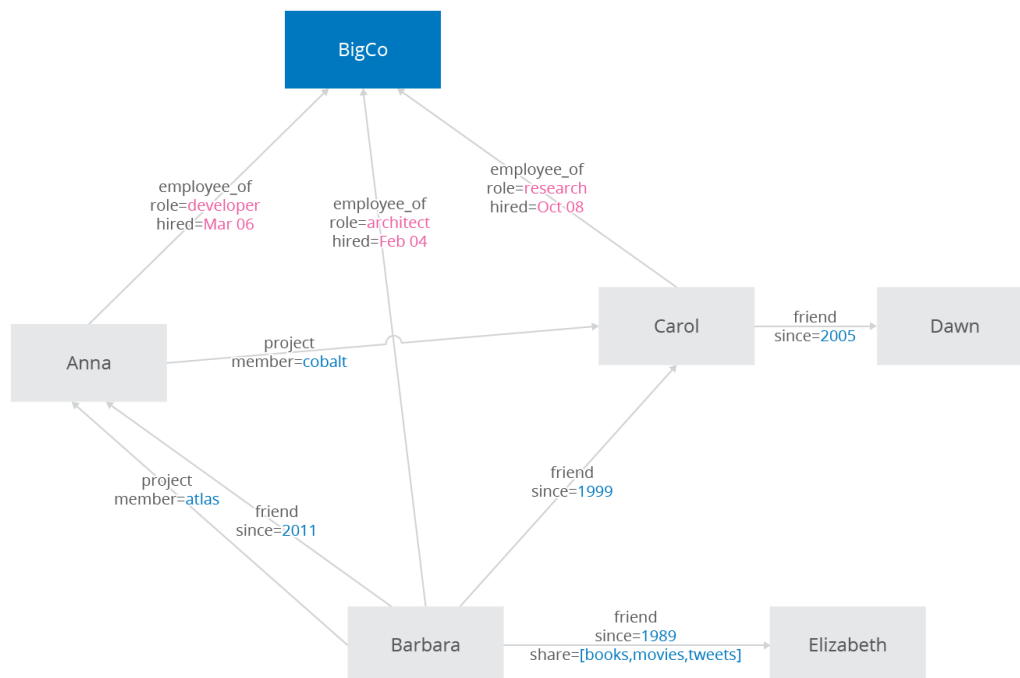 BigCo
employee_of
role=developer
hired=Mar 06
employee_of
role=architect
hired=Feb 04
employee_of
role=research
hired=Oct 08
Anna
project
member=cobalt
Carol
friend
since=2005
Dawn
project
member=atlas
friend
since=2011
friend
since=1999
Barbara
friend
since=1989
share=[books,movies,tweets]
Elizabeth